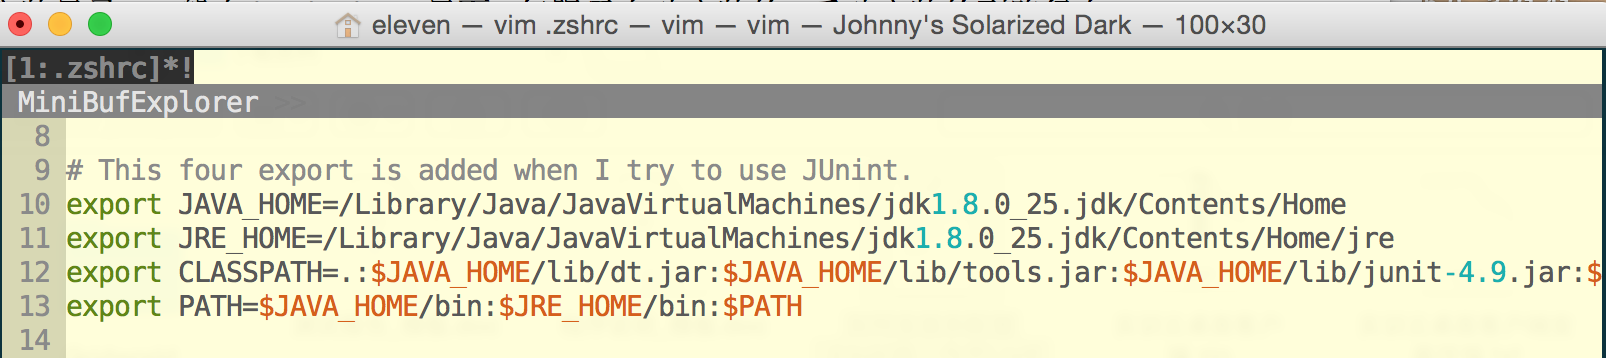 eleven — vim .zshrc — vim — vim — Johnny's Solarized Dark — 100×30
[1:.zshrc]*!
MiniBufExplorer
8
9 # This four export is added when I try to use JUnint.
10 export JAVA_HOME=/Library/Java/JavaVirtualMachines/jdk1.8.0_25.jdk/Contents/Home
11 export JRE_HOME=/Library/Java/JavaVirtualMachines/jdk1.8.0_25.jdk/Contents/Home/jre
12 export CLASSPATH=.:$JAVA_HOME/lib/dt.jar:$JAVA_HOME/lib/tools.jar:$JAVA_HOME/lib/junit-4.9.jar:$
13 export PATH=$JAVA_HOME/bin:$JRE_HOME/bin:$PATH
14